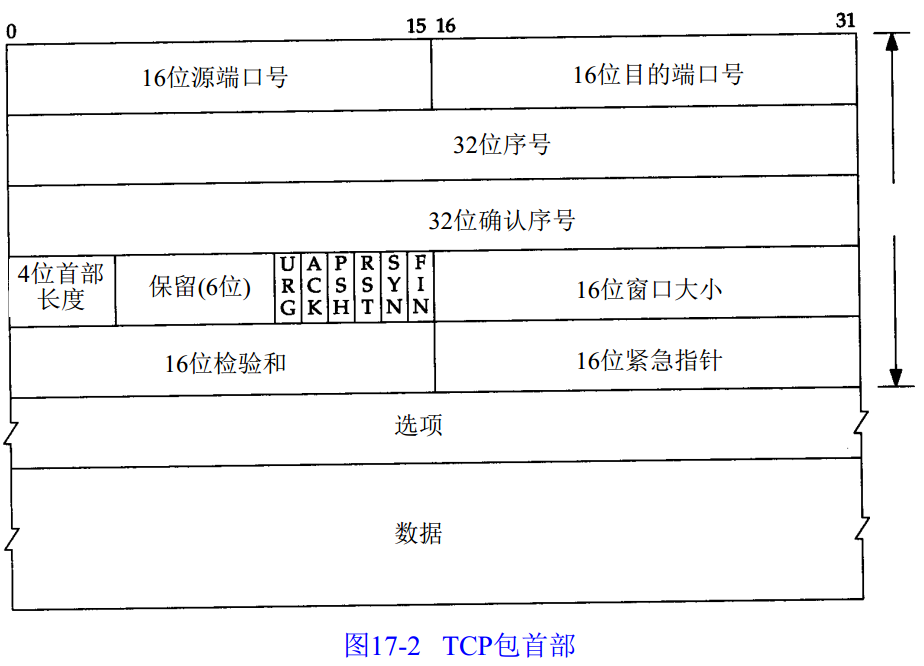 0 15 16 31
16位源端口号 16位目的端口号
32位序号
32位确认序号
4位首部
长度
保留(6位)
URG
ACK
PSH
RST
SYN
FIN
16位窗口大小
16位检验和 16位紧急指针
选项
数据
图17-2 TCP包首部